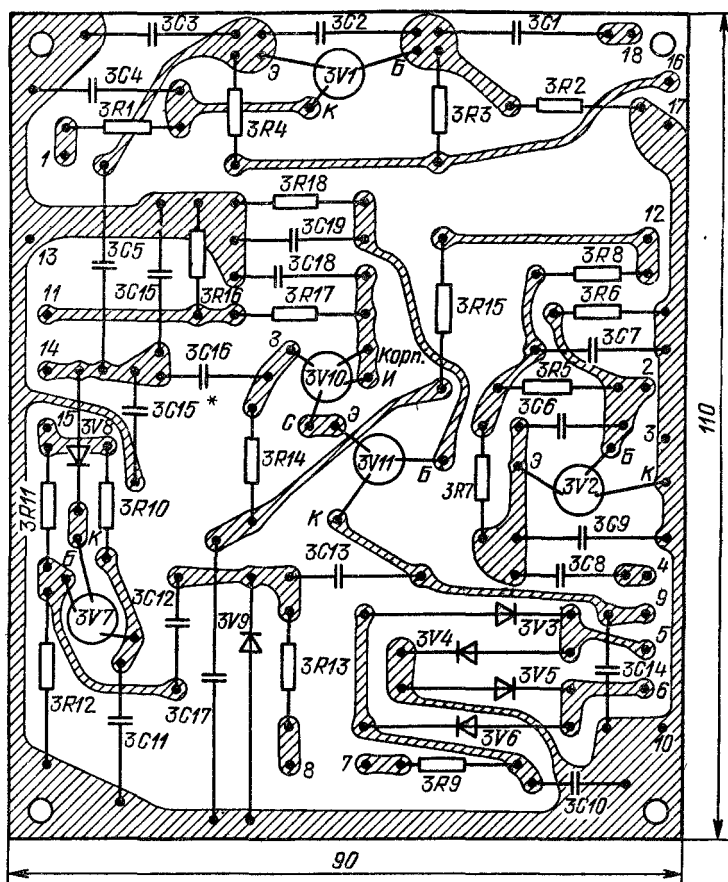 3C3
3C2
3C1
18
16
Э
3V1
Б
3C4
3R1
К
3R4
3R3
3R2
17
1
3R18
12
13
3C5
3C19
3R8
3C15
3R16
3C18
3R15
3R6
11
3R17
3C7
14
3C16
*
З
Корп.
3V10
И
3R5
2
3C15
С
Э
3C6
15
3V8
3R14
3V11
Б
3R7
Э
Б
3
3V2
К
3R11
К
3R10
К
3C9
Б
3C13
3C8
4
3V7
3C12
3V9
9
3V3
3V4
5
3R13
3C14
3R12
3C17
3V5
6
3C11
3V6
10
8
7
3R9
3C10
110
90